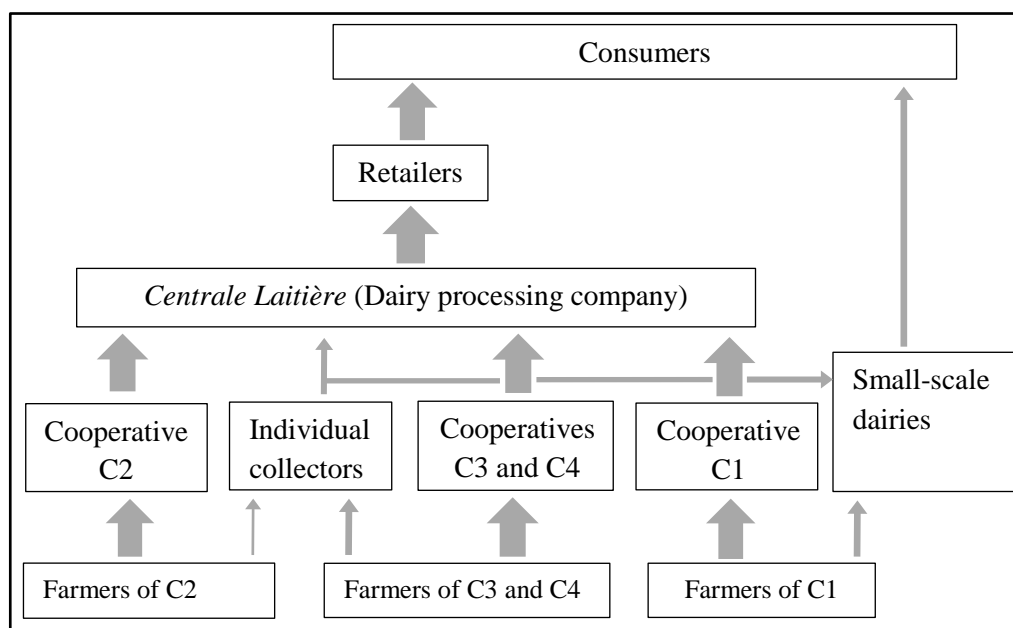 Consumers
Retailers
Centrale Laitière (Dairy processing company)
Small-scale
dairies
Cooperative
C2
Individual
collectors
Cooperatives
C3 and C4
Cooperative
C1
Farmers of C2
Farmers of C3 and C4
Farmers of C1